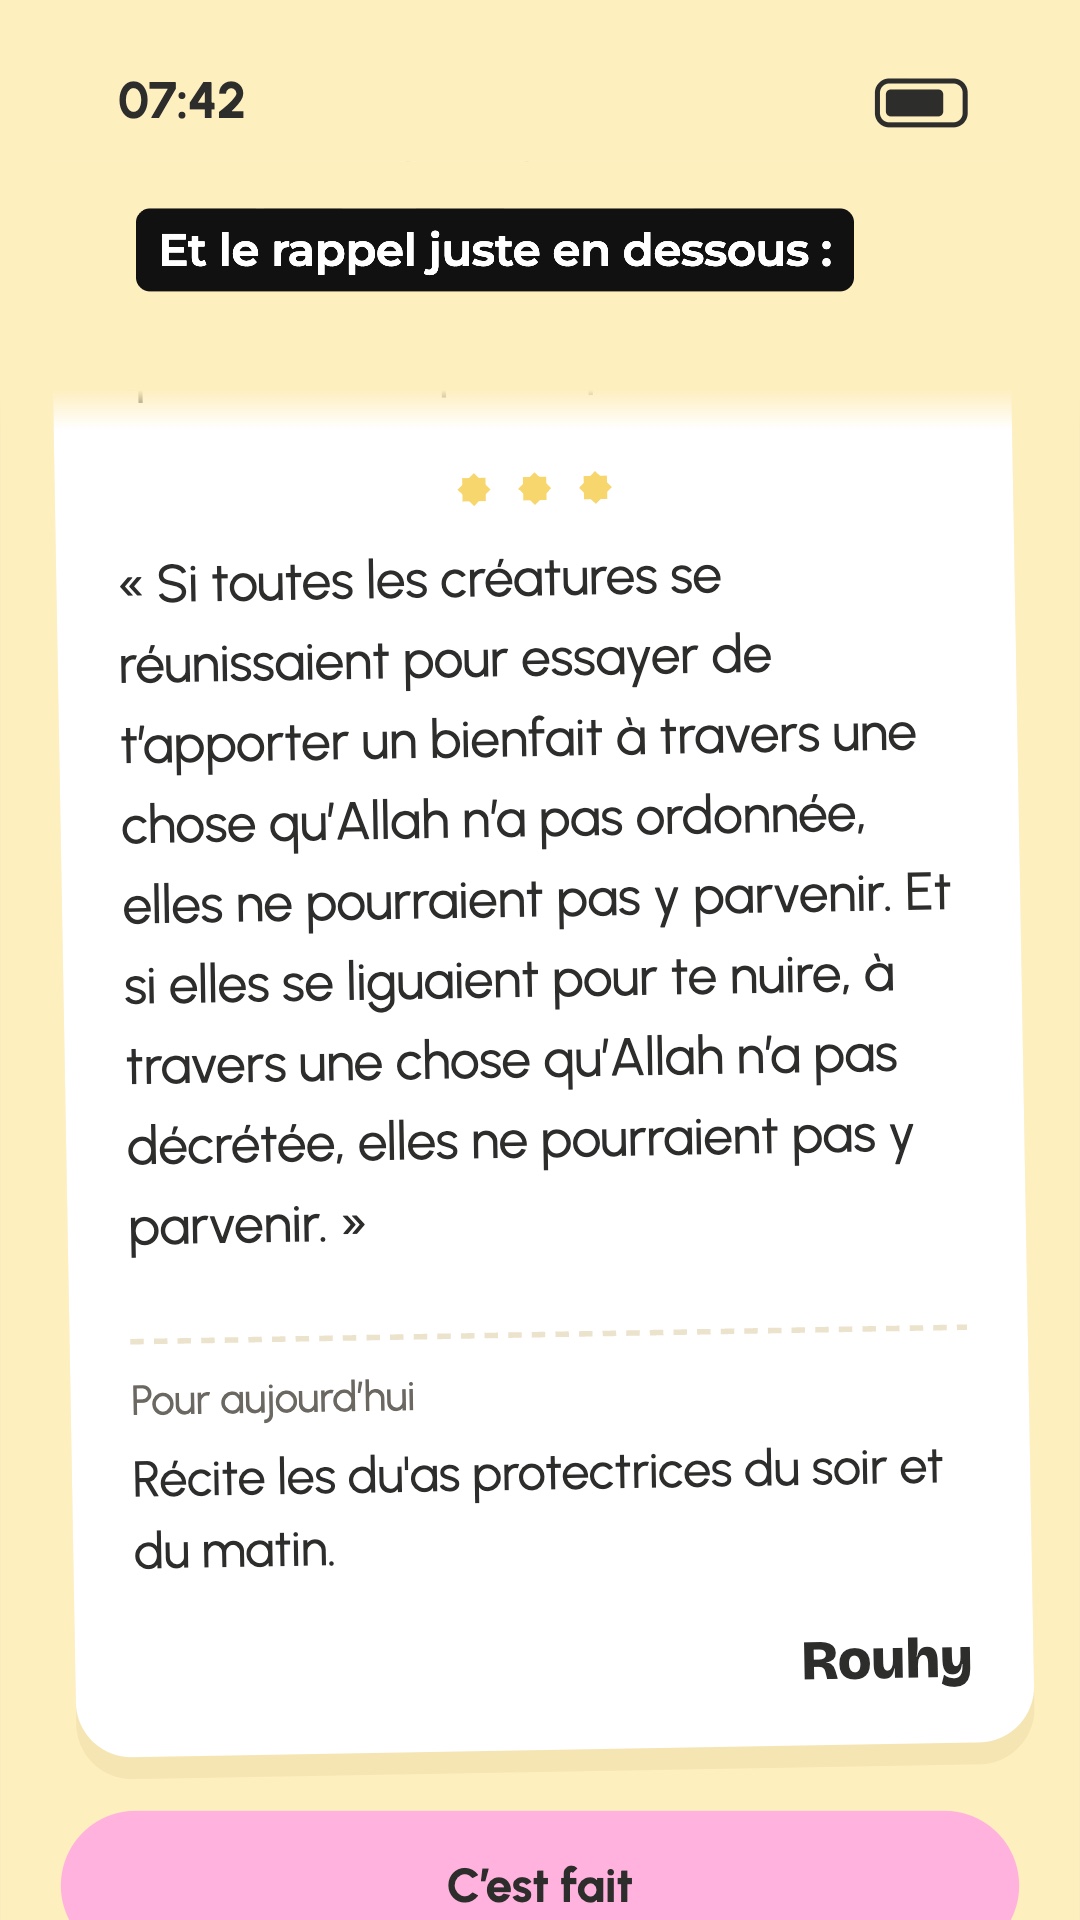 07:42
Et le rappel juste en dessous :
« Si toutes les créatures se
réunissaient pour essayer de
t’apporter un bienfait à travers une
chose qu’Allah n’a pas ordonnée,
elles ne pourraient pas y parvenir. Et
si elles se liguaient pour te nuire, à
travers une chose qu’Allah n’a pas
décrétée, elles ne pourraient pas y
parvenir. »
Pour aujourd’hui
Récite les du'as protectrices du soir et
du matin.
Rouhy
C’est fait